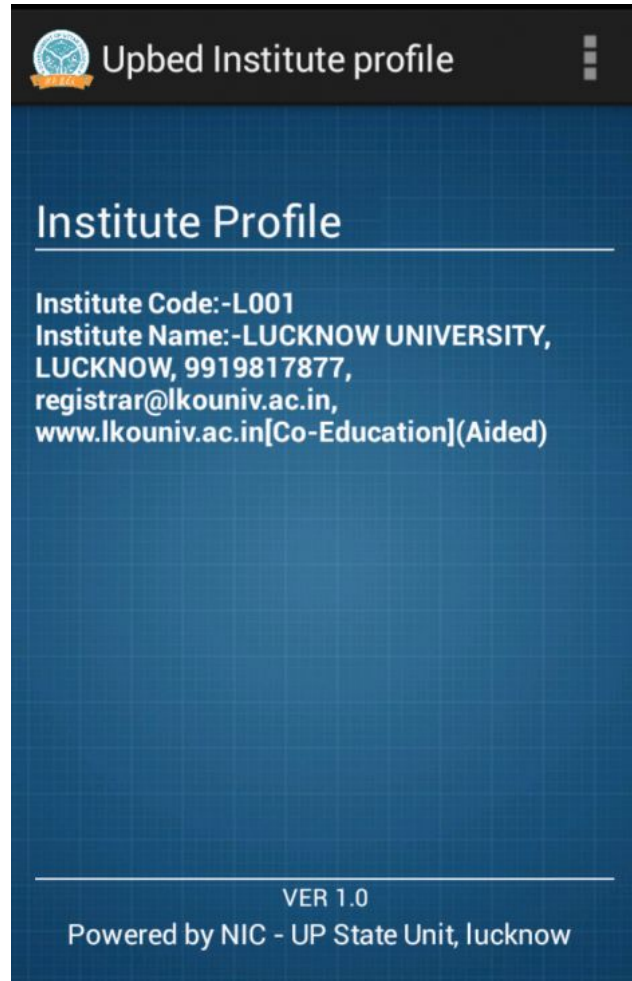 Upbed Institute profile
Institute Profile
Institute Code:-L001
Institute Name:-LUCKNOW UNIVERSITY,
LUCKNOW, 9919817877,
registrar@lkouniv.ac.in,
www.lkouniv.ac.in[Co-Education](Aided)
VER 1.0
Powered by NIC - UP State Unit, lucknow